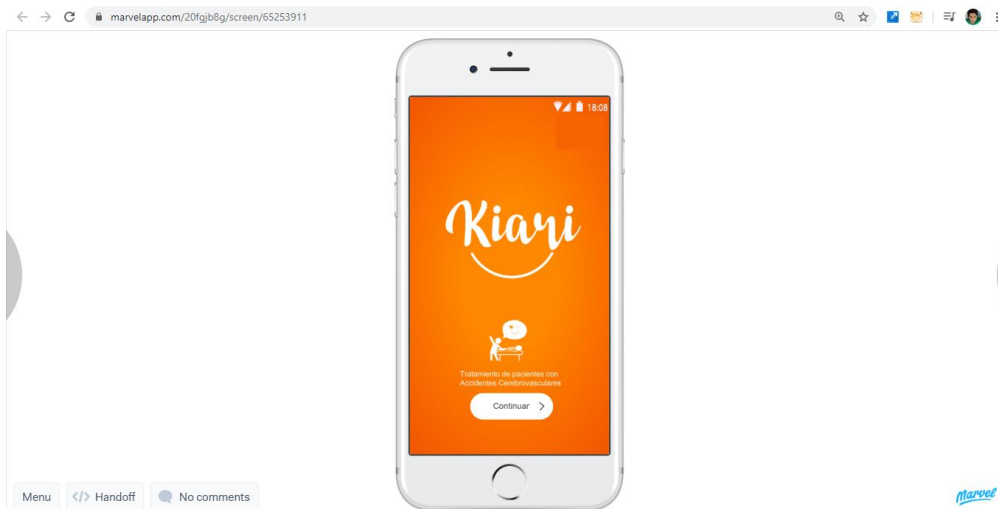 marvelapp.com/20fgjb8g/screen/65253911
18:08
Kiari
Tratamiento de pacientes con
Accidentes Cerebrovasculares
Continuar
Menu
</> Handoff
No comments
Marvel